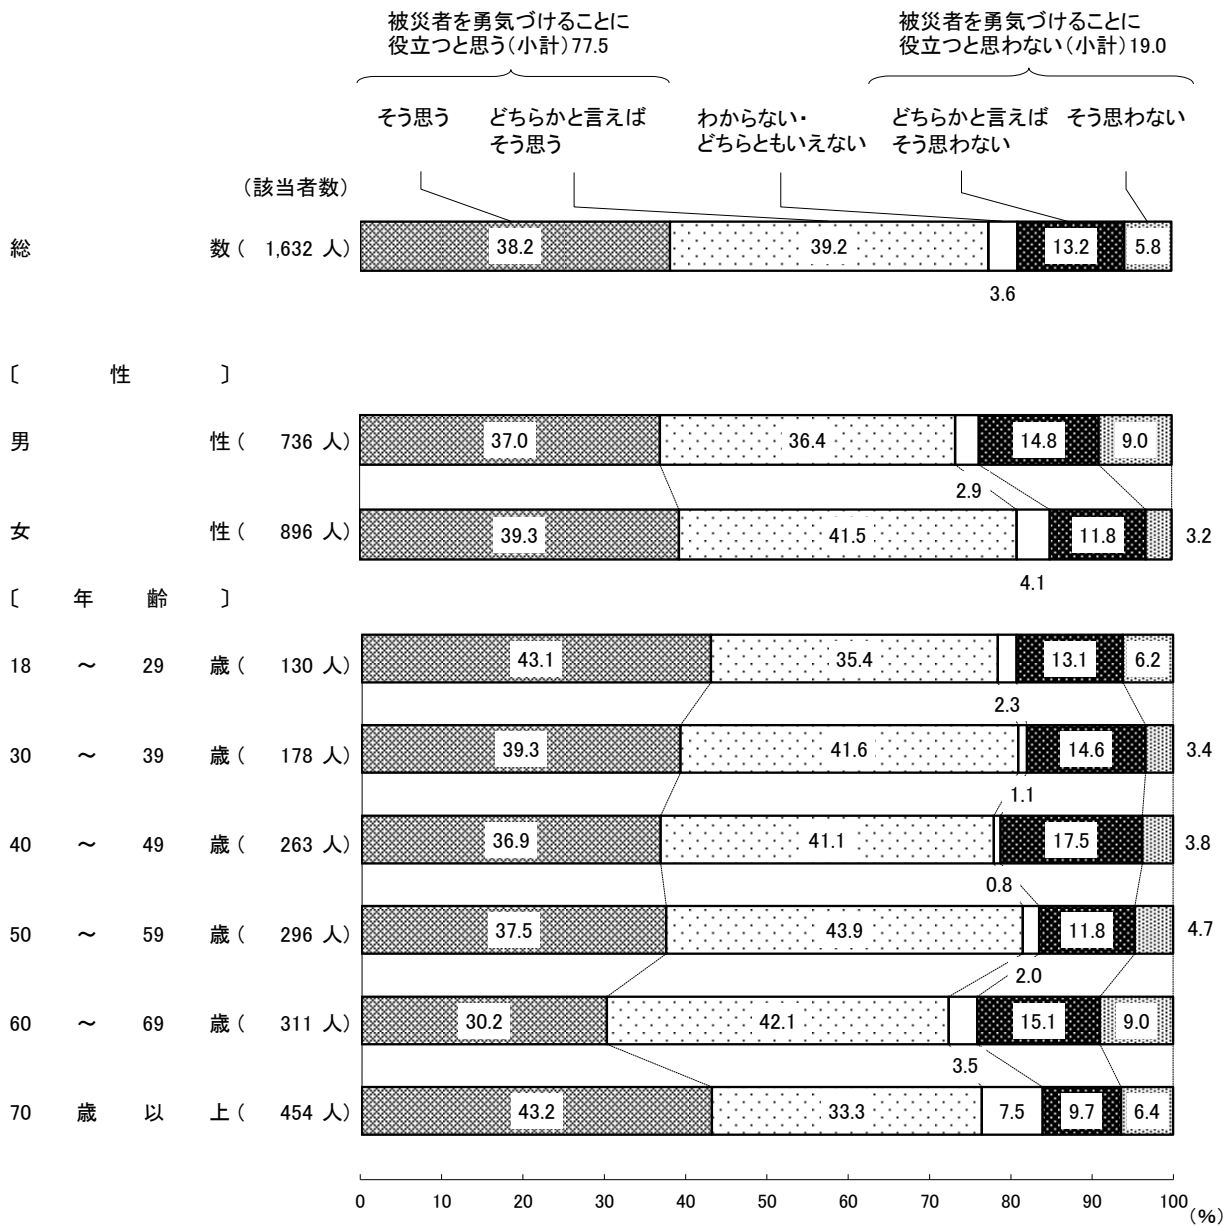 被災者を勇気づけることに
役立つと思う(小計)77.5
被災者を勇気づけることに
役立つと思わない(小計)19.0
そう思う
どちらかと言えば
そう思う
わからない・
どちらともいえない
どちらかと言えば
そう思わない
そう思わない
(該当者数)
総数( 1,632 人) 38.2 39.2 13.2 5.8
3.6
〔 性 〕
男性( 736 人) 37.0 36.4 14.8 9.0
2.9
女性( 896 人) 39.3 41.5 11.8 3.2
4.1
〔 年齢 〕
18 ~ 29 歳( 130 人) 43.1 35.4 13.1 6.2
2.3
30 ~ 39 歳( 178 人) 39.3 41.6 14.6 3.4
1.1
40 ~ 49 歳( 263 人) 36.9 41.1 17.5 3.8
0.8
50 ~ 59 歳( 296 人) 37.5 43.9 11.8 4.7
2.0
60 ~ 69 歳( 311 人) 30.2 42.1 15.1 9.0
3.5
70 歳以上( 454 人) 43.2 33.3 7.5 9.7 6.4
0 10 20 30 40 50 60 70 80 90 100
(%)